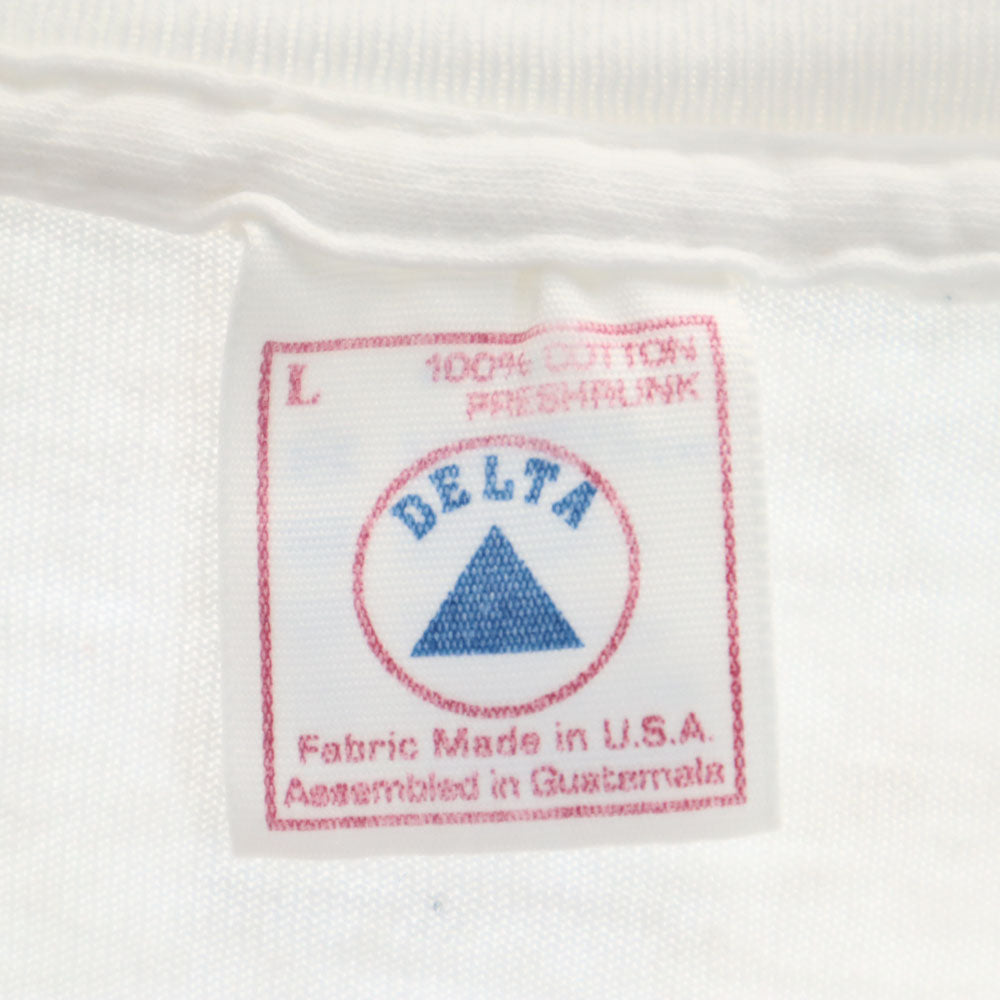 L 100% COTTON
PRESHRUNK
DELTA
Fabric Made in U.S.A.
Assembled in Guatemala